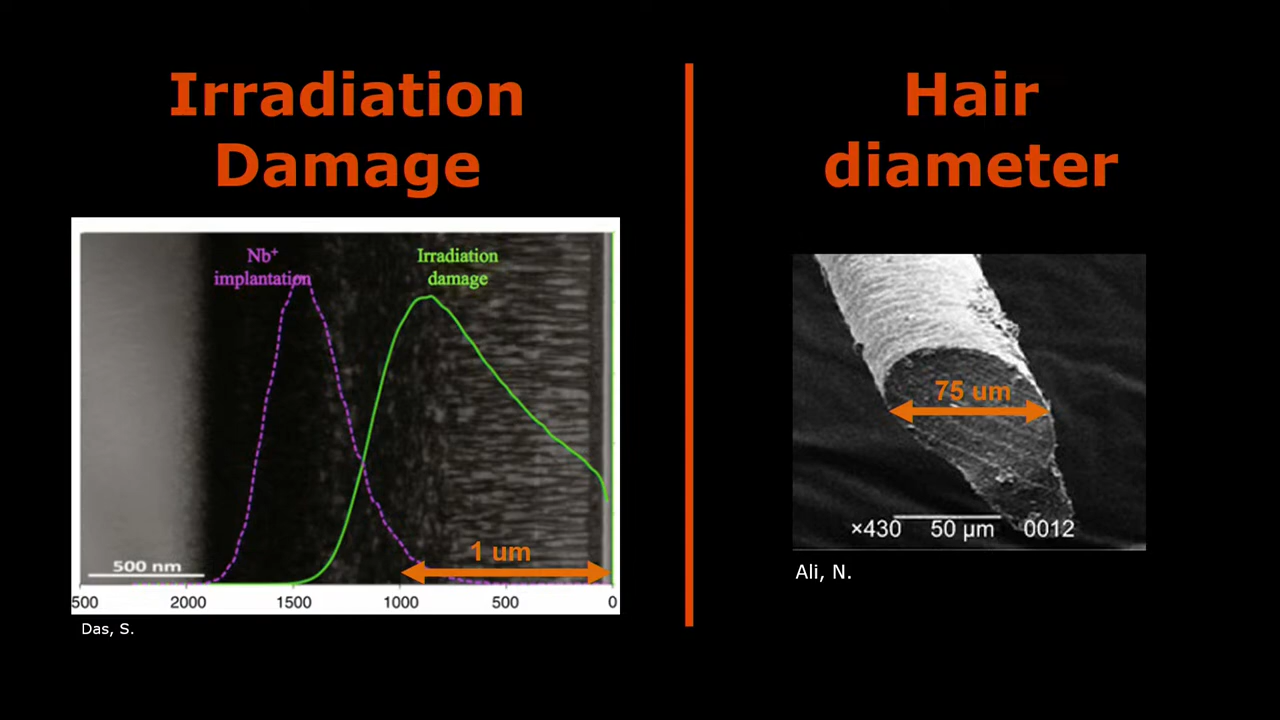 Irradiation
Damage
Nb⁺
implantation
Irradiation
damage
1 um
500 nm
500 2000 1500 1000 500 0
Das, S.
Hair
diameter
75 um
×430 50 μm 0012
Ali, N.